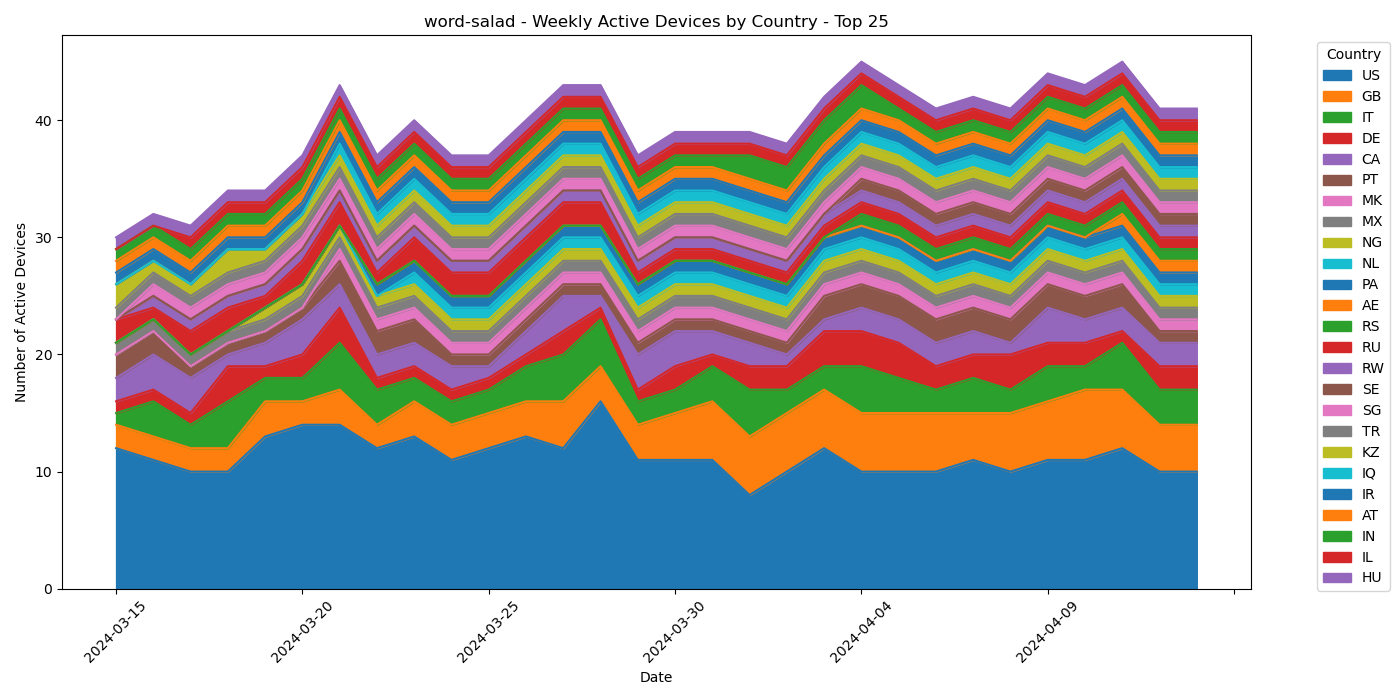 word-salad - Weekly Active Devices by Country - Top 25
Number of Active Devices
40
30
20
10
0
2024-03-15
2024-03-20
2024-03-25
2024-03-30
2024-04-04
2024-04-09
Date
Country
US
GB
IT
DE
CA
PT
MK
MX
NG
NL
PA
AE
RS
RU
RW
SE
SG
TR
KZ
IQ
IR
AT
IN
IL
HU